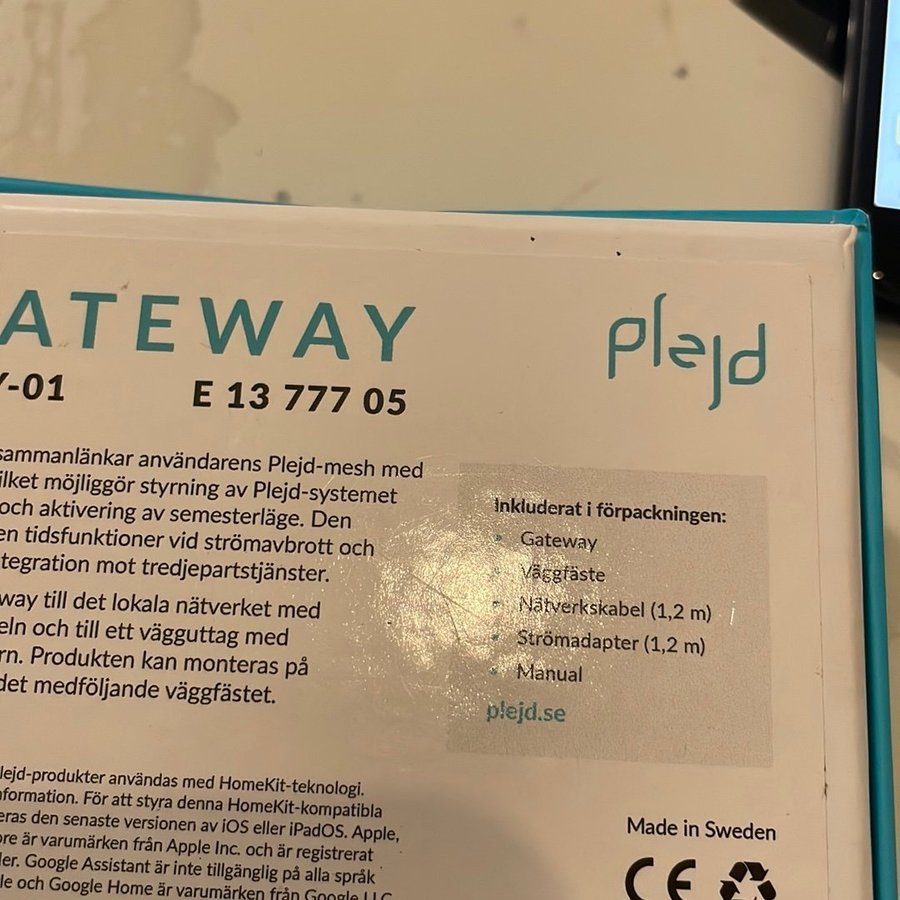 ATEWAY
plejd
Y-01
E 13 777 05
sammanlänkar användarens Plejd-mesh med
ilket möjliggör styrning av Plejd-systemet
och aktivering av semesterläge. Den
en tidsfunktioner vid strömavbrott och
tegration mot tredjepartstjänster.
way till det lokala nätverket med
eln och till ett vägguttag med
rn. Produkten kan monteras på
det medföljande väggfästet.
Inkluderat i förpackningen:
• Gateway
• Väggfäste
• Nätverkskabel (1,2 m)
• Strömadapter (1,2 m)
• Manual
plejd.se
lejd-produkter användas med HomeKit-teknologi.
nformation. För att styra denna HomeKit-kompatibla
eras den senaste versionen av iOS eller iPadOS. Apple,
ore är varumärken från Apple Inc. och är registrerat
ler. Google Assistant är inte tillgänglig på alla språk
le och Google Home är varumärken från Google LLC
Made in Sweden
CE